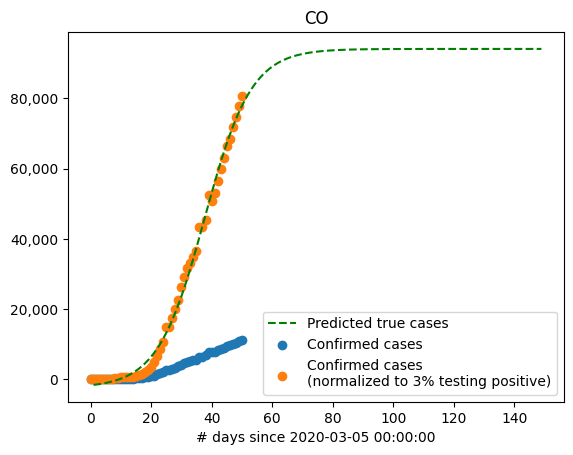 CO
80,000
60,000
40,000
20,000
0
Predicted true cases
Confirmed cases
Confirmed cases
(normalized to 3% testing positive)
0 20 40 60 80 100 120 140
# days since 2020-03-05 00:00:00